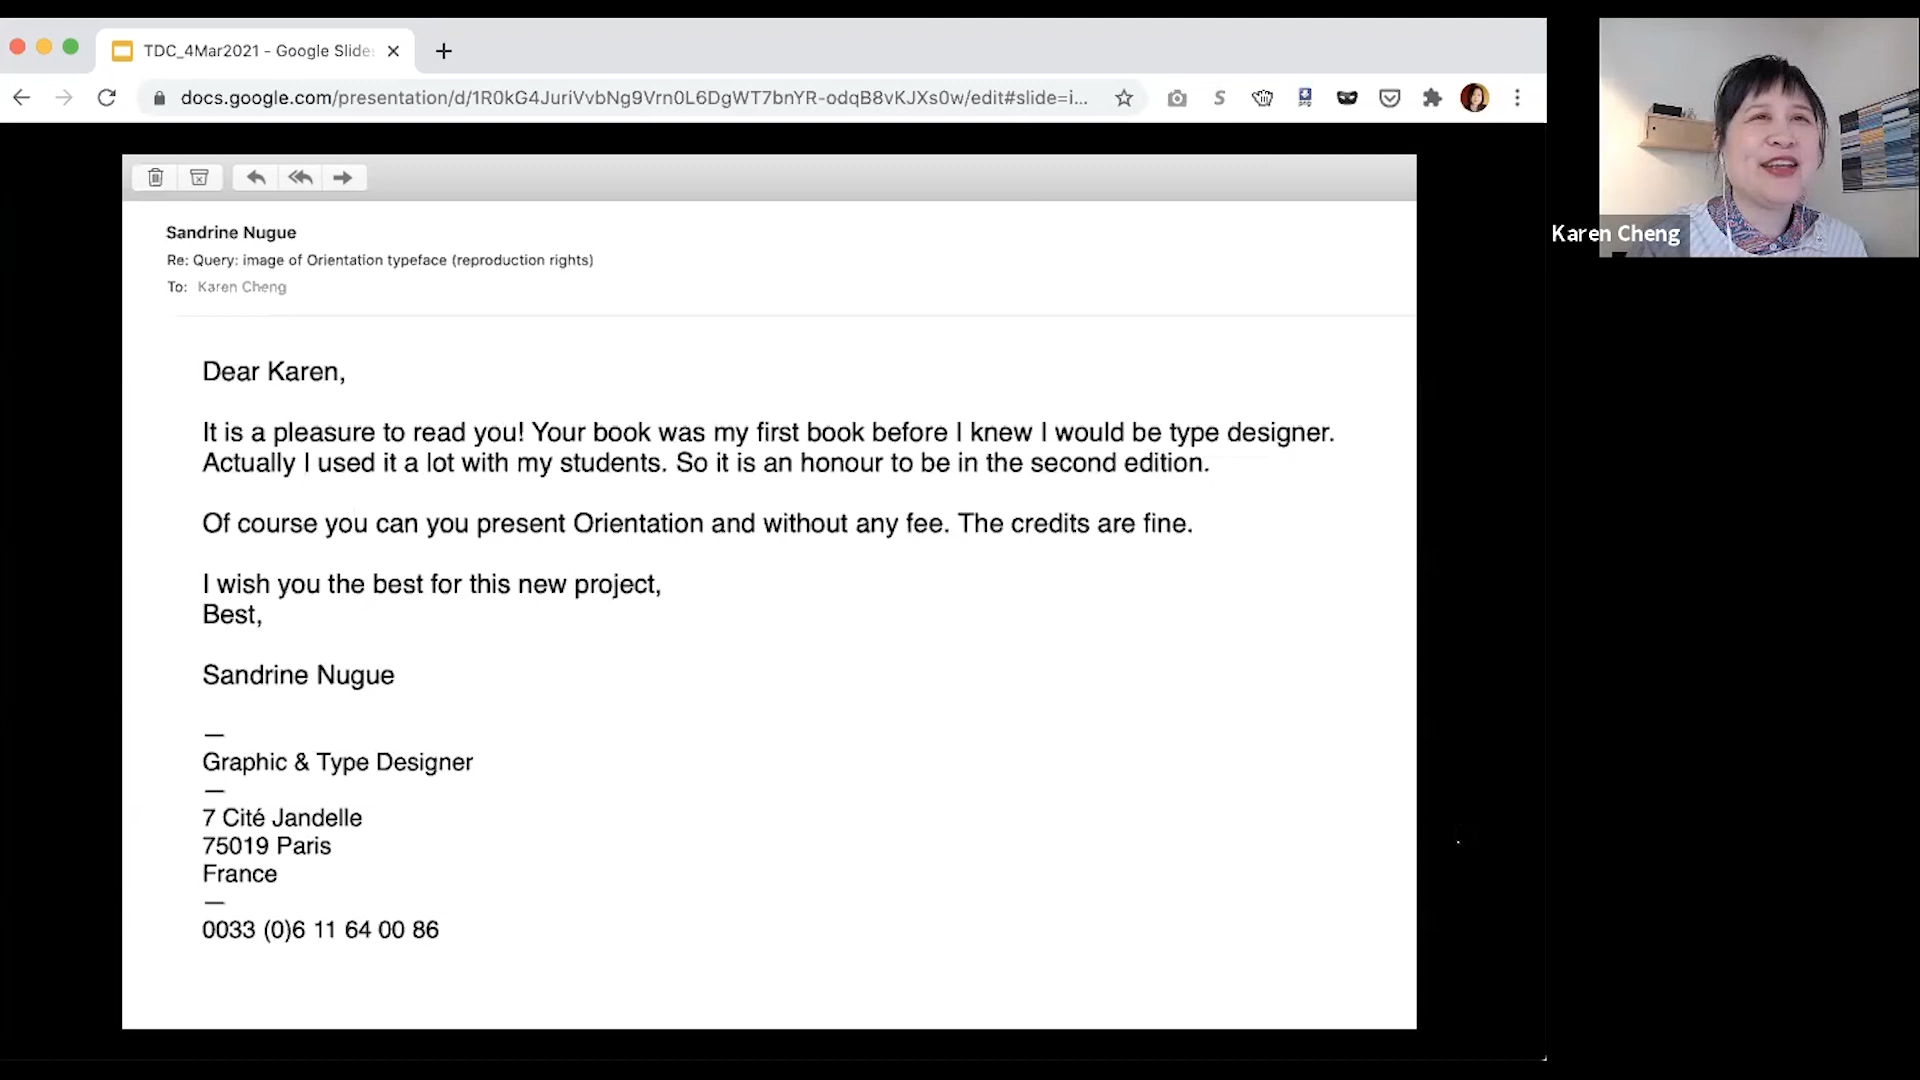 TDC_4Mar2021 - Google Slide
docs.google.com/presentation/d/1R0kG4JuriVvbNg9Vrn0L6DgWT7bnYR-odqB8vKJXs0w/edit#slide=i...
Karen Cheng
Sandrine Nugue
Re: Query: image of Orientation typeface (reproduction rights)
To: Karen Cheng
Dear Karen,
It is a pleasure to read you! Your book was my first book before I knew I would be type designer.
Actually I used it a lot with my students. So it is an honour to be in the second edition.
Of course you can you present Orientation and without any fee. The credits are fine.
I wish you the best for this new project,
Best,
Sandrine Nugue
—
Graphic & Type Designer
—
7 Cité Jandelle
75019 Paris
France
—
0033 (0)6 11 64 00 86